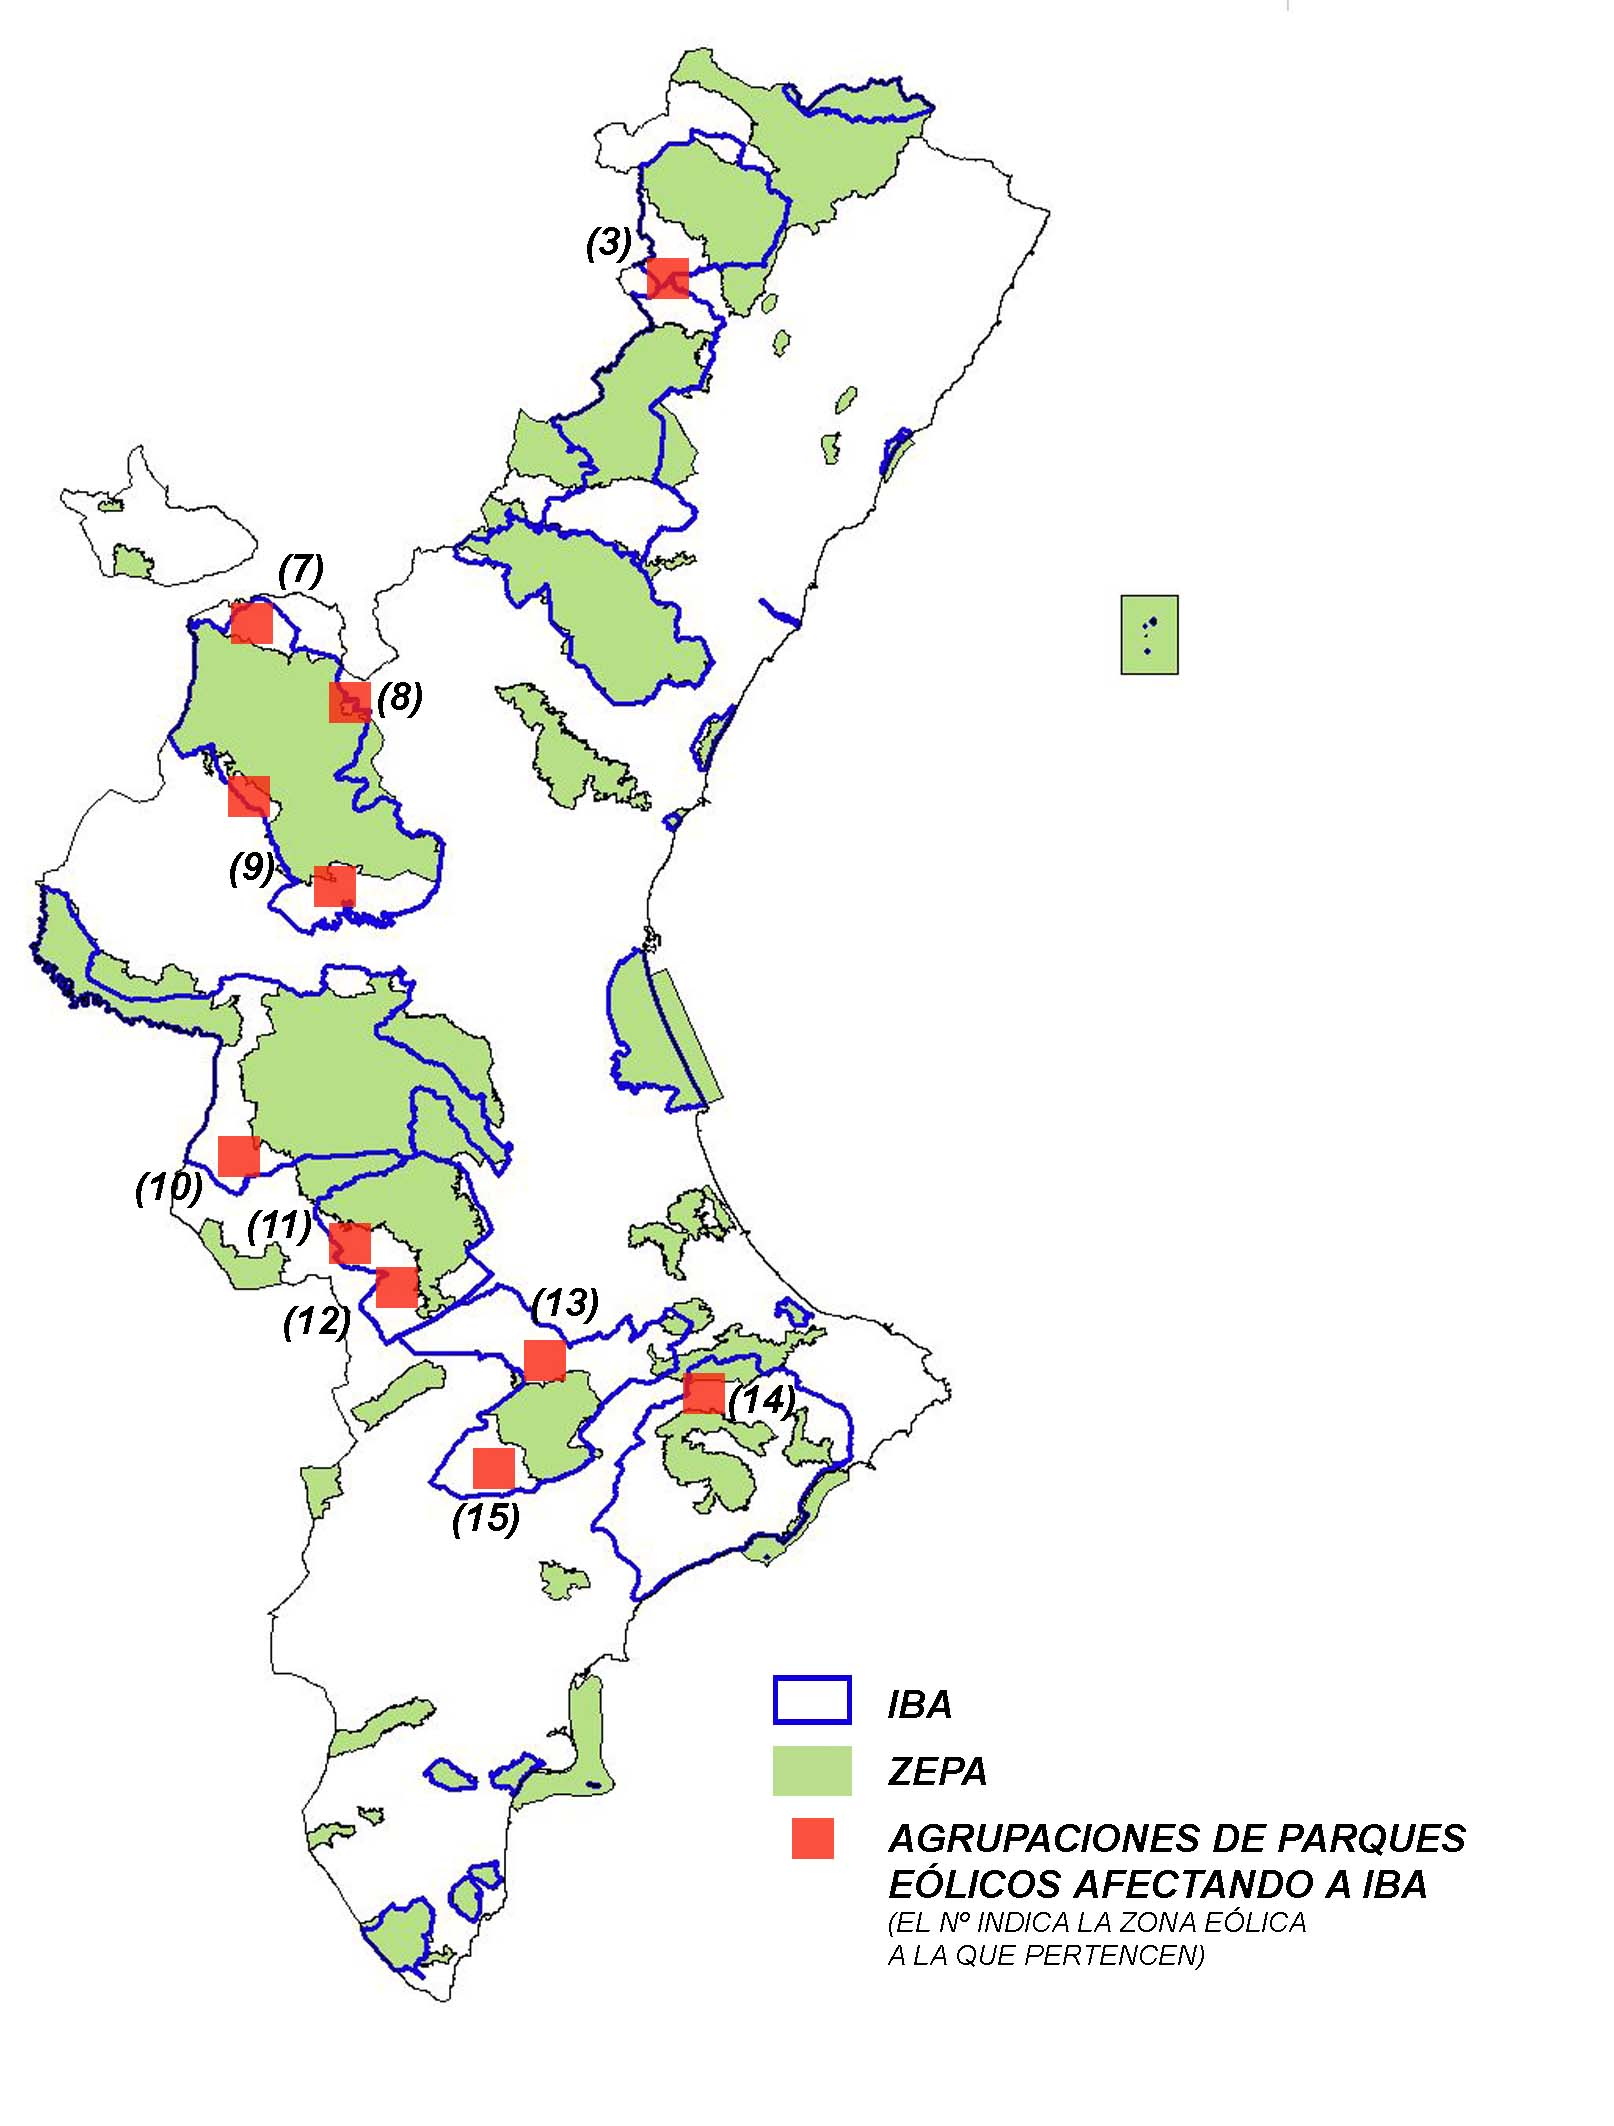 (3)
(7)
(8)
(9)
(10)
(11)
(12)
(13)
(14)
(15)
IBA
ZEPA
AGRUPACIONES DE PARQUES
EÓLICOS AFECTANDO A IBA
(EL Nº INDICA LA ZONA EÓLICA
A LA QUE PERTENCEN)